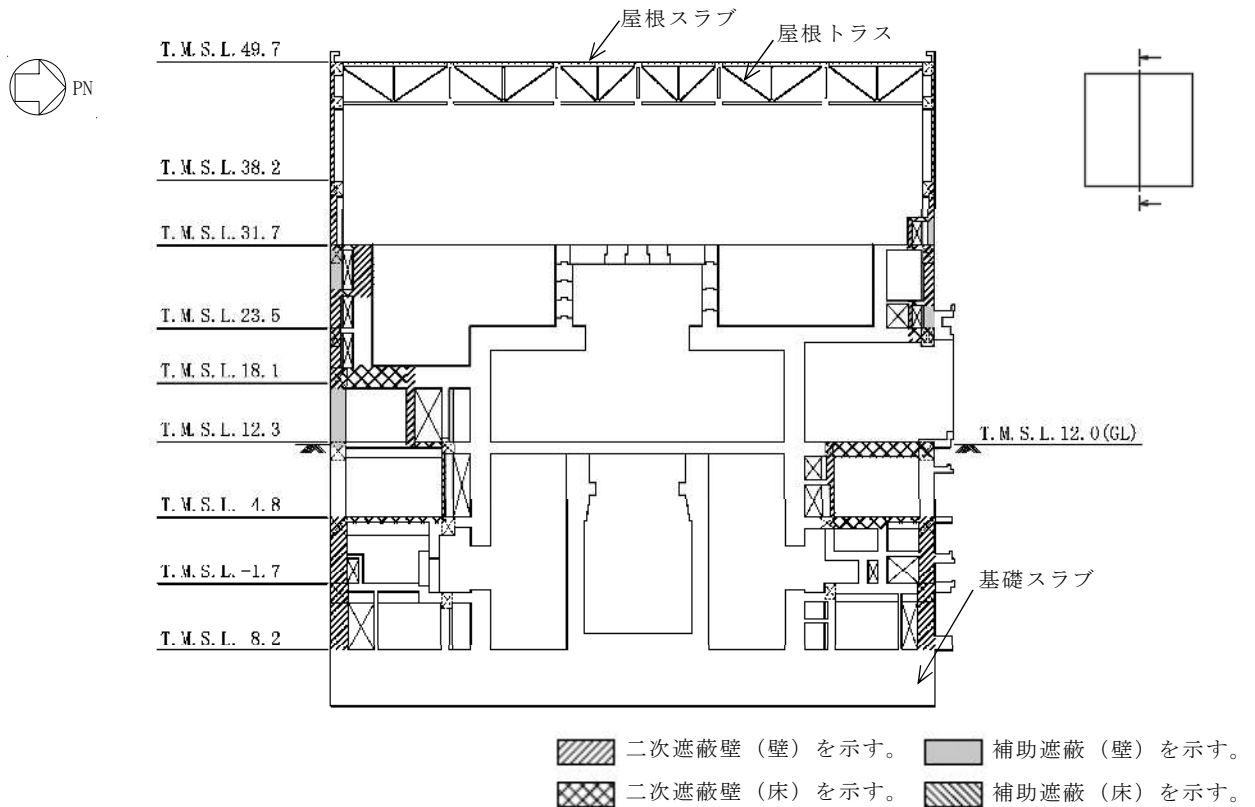 屋根スラブ
屋根トラス
T.M.S.L.49.7
PN
T.M.S.L.38.2
T.M.S.L.31.7
T.M.S.L.23.5
T.M.S.L.18.1
T.M.S.L.12.3
T.M.S.L.12.0(GL)
T.M.S.L. 4.8
T.M.S.L.-1.7
基礎スラブ
T.M.S.L. 8.2
二次遮蔽壁（壁）を示す。
補助遮蔽（壁）を示す。
二次遮蔽壁（床）を示す。
補助遮蔽（床）を示す。